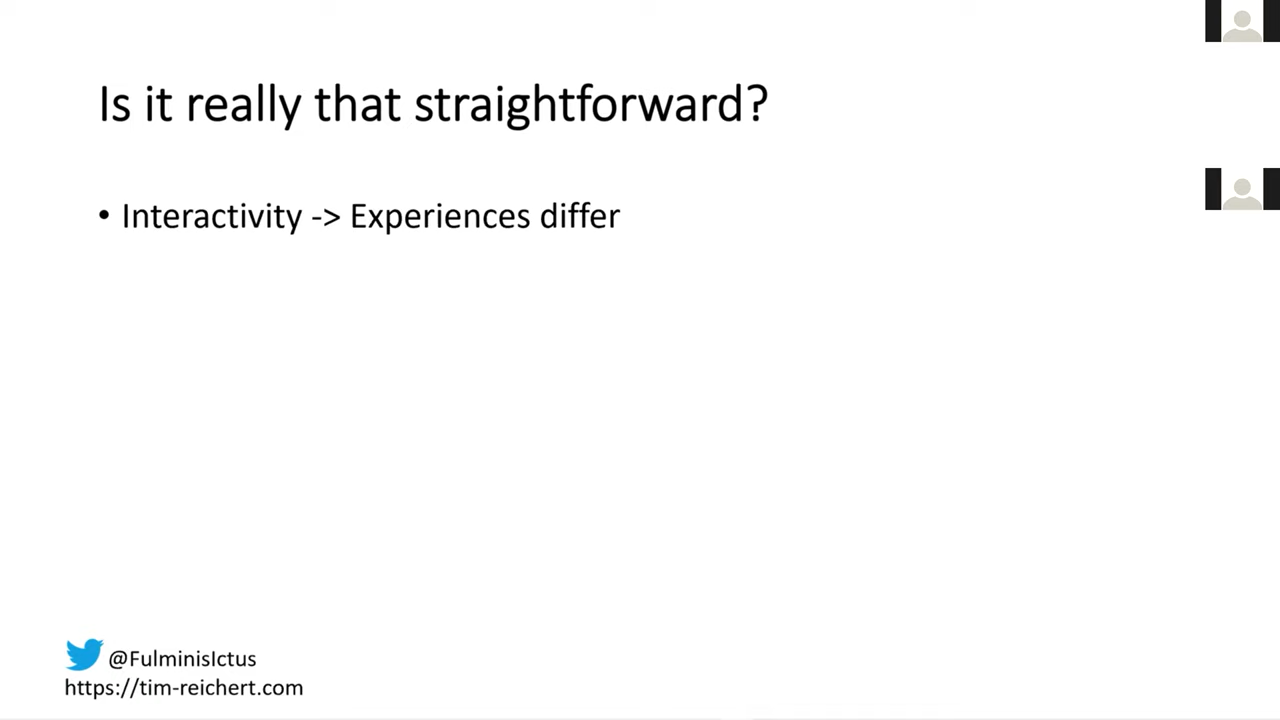 Is it really that straightforward?
• Interactivity -> Experiences differ
@FulminisIctus
https://tim-reichert.com